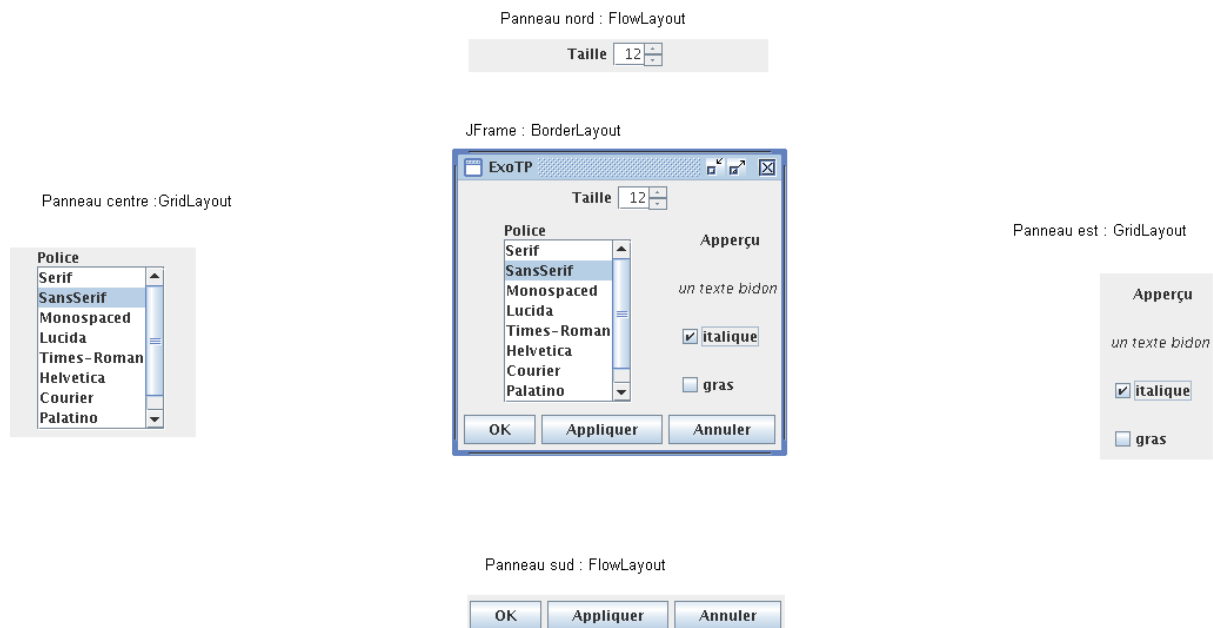 Panneau nord : FlowLayout
Taille 12
JFrame : BorderLayout
ExoTP
Taille 12
Police
Serif
SansSerif
Monospaced
Lucida
Times-Roman
Helvetica
Courier
Palatino
Apperçu
un texte bidon
italique
gras
OK Appliquer Annuler
Panneau centre :GridLayout
Police
Serif
SansSerif
Monospaced
Lucida
Times-Roman
Helvetica
Courier
Palatino
Panneau est : GridLayout
Apperçu
un texte bidon
italique
gras
Panneau sud : FlowLayout
OK Appliquer Annuler